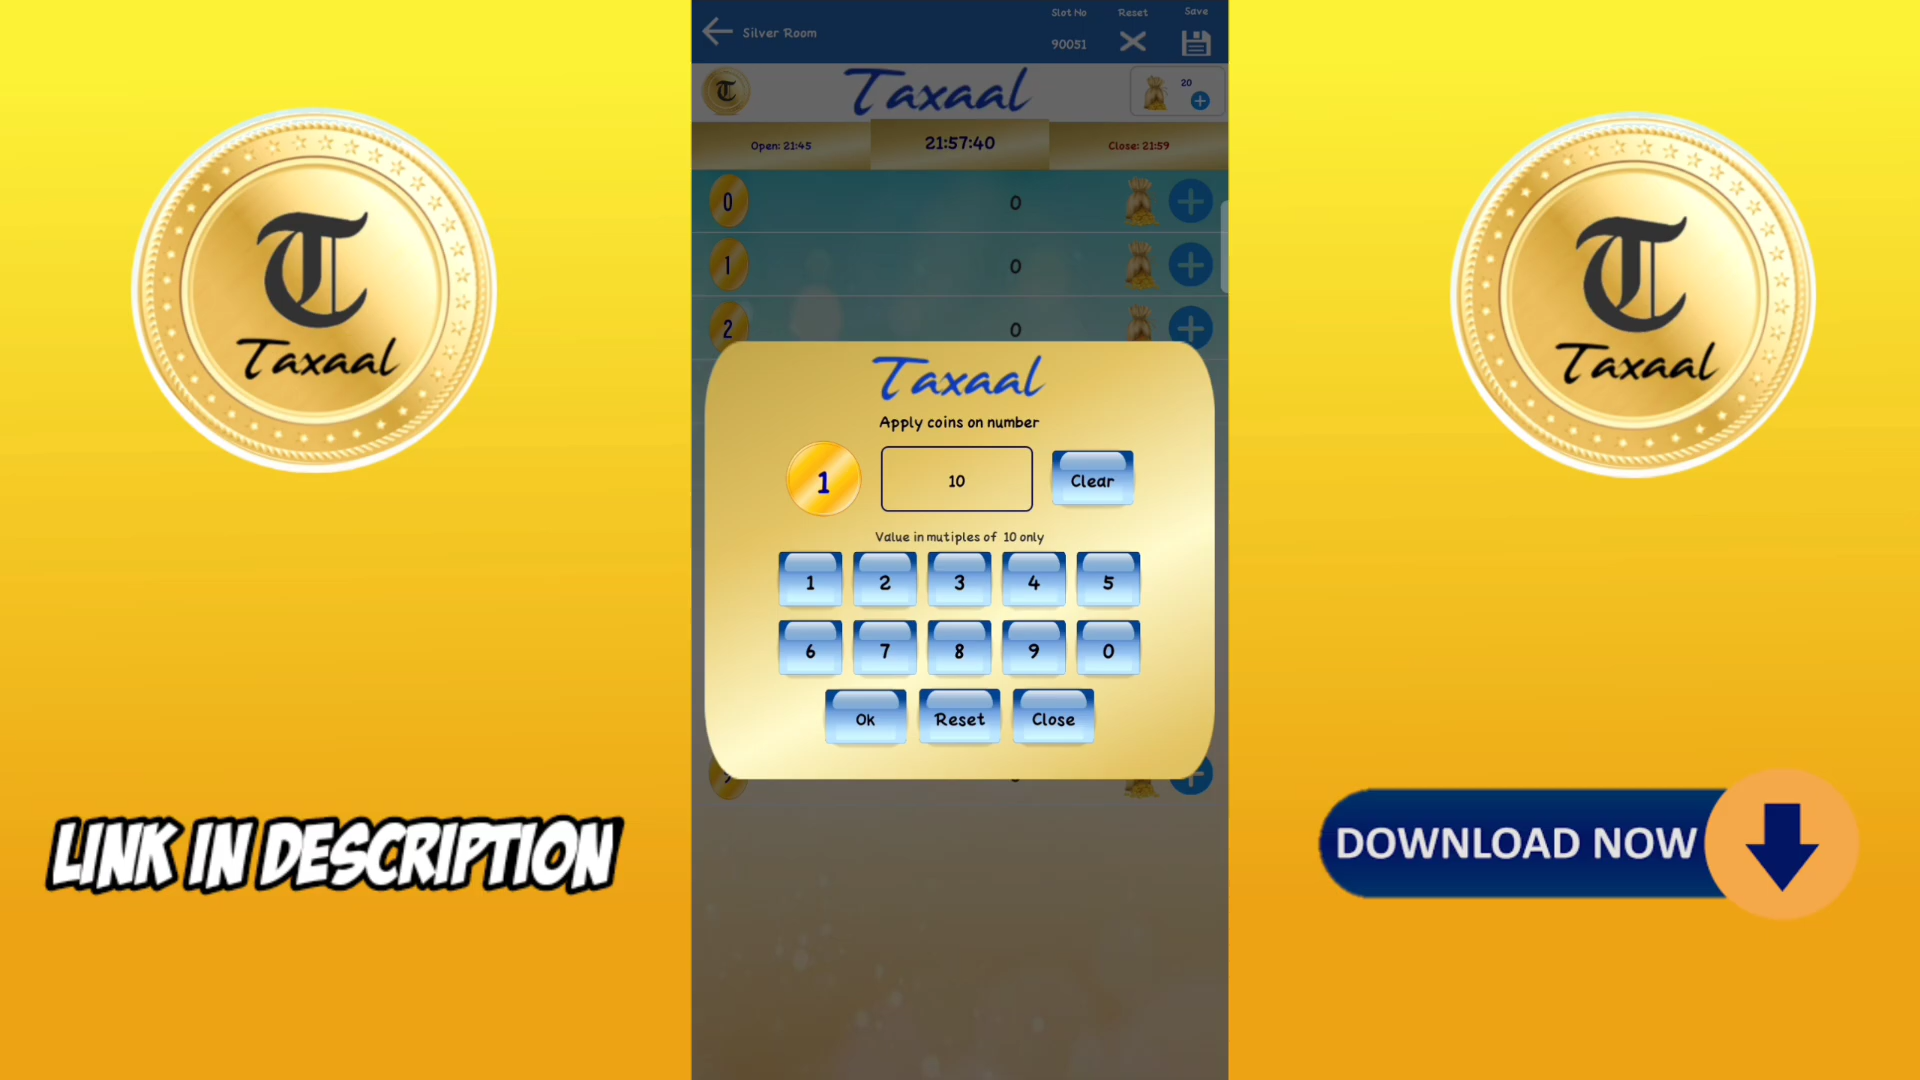 Silver Room
Slot No
90051
Reset
Save
T
Taxaal
20
Open: 21:45
21:57:40
Close: 21:59
0 0
1 0
2 0
Taxaal
Apply coins on number
1 10 Clear
Value in mutiples of 10 only
1 2 3 4 5
6 7 8 9 0
Ok Reset Close
T
Taxaal
T
Taxaal
LINK IN DESCRIPTION
DOWNLOAD NOW